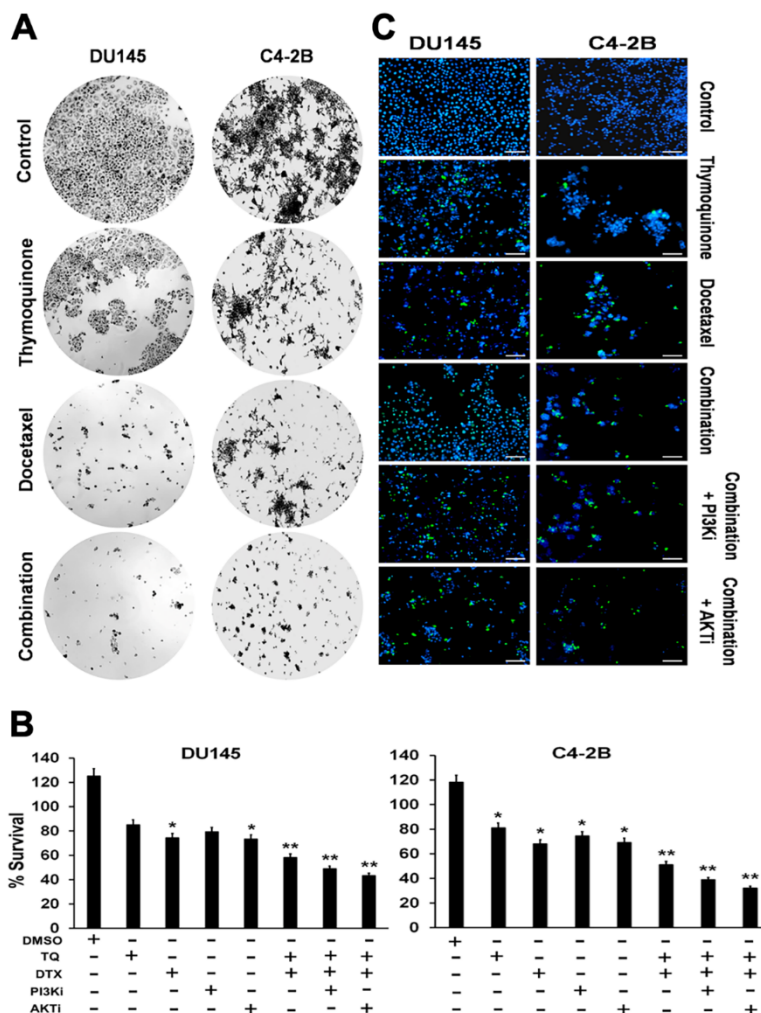 A
DU145 C4-2B
Control
Thymoquinone
Docetaxel
Combination
C
DU145 C4-2B
Control
Thymoquinone
Docetaxel
Combination
Combination
+ PI3Ki
Combination
+ AKTi
B
DU145
% Survival
140
120
100
80
60
40
20
0
* * ** ** **
DMSO + − − − − − − −
TQ − + − − − + + +
DTX − − + − − + + +
PI3Ki − − − + − − + −
AKTi − − − − + − − +
C4-2B
140
120
100
80
60
40
20
0
* * * * ** ** **
+ − − − − − − −
− + − − − + + +
− − + − − + + +
− − − + − − + −
− − − − + − − +